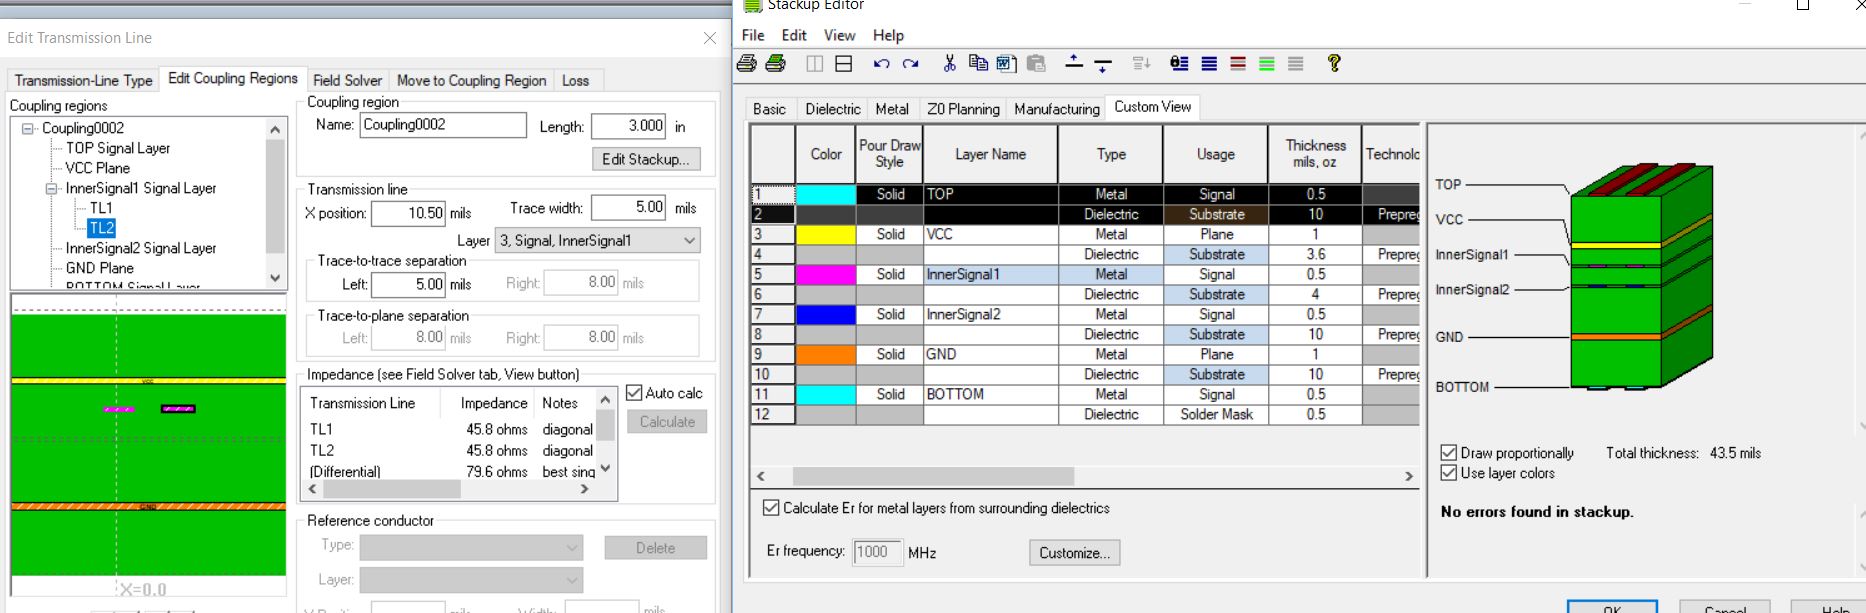 Edit Transmission Line
Transmission-Line Type Edit Coupling Regions Field Solver Move to Coupling Region Loss
Coupling regions
Coupling0002
TOP Signal Layer
VCC Plane
InnerSignal1 Signal Layer
TL1
TL2
InnerSignal2 Signal Layer
GND Plane
BOTTOM Signal Layer
VCC
GND
X=0.0
Coupling region
Name: Coupling0002 Length: 3.000 in
Edit Stackup...
Transmission line
X position: 10.50 mils Trace width: 5.00 mils
Layer 3, Signal, InnerSignal1
Trace-to-trace separation
Left: 5.00 mils Right: 8.00 mils
Trace-to-plane separation
Left: 8.00 mils Right: 8.00 mils
Impedance (see Field Solver tab, View button)
Transmission Line Impedance Notes
TL1 45.8 ohms diagonal
TL2 45.8 ohms diagonal
(Differential) 79.6 ohms best sing
Auto calc
Calculate
Reference conductor
Type: Delete
Layer:
Width: mils
Stackup Editor
File Edit View Help
Basic Dielectric Metal Z0 Planning Manufacturing Custom View
Color Pour Draw Style Layer Name Type Usage Thickness mils, oz Technolo
1 Solid TOP Metal Signal 0.5
2 Dielectric Substrate 10 Prepreg
3 Solid VCC Metal Plane 1
4 Dielectric Substrate 3.6 Prepreg
5 Solid InnerSignal1 Metal Signal 0.5
6 Dielectric Substrate 4 Prepreg
7 Solid InnerSignal2 Metal Signal 0.5
8 Dielectric Substrate 10 Prepreg
9 Solid GND Metal Plane 1
10 Dielectric Substrate 10 Prepreg
11 Solid BOTTOM Metal Signal 0.5
12 Dielectric Solder Mask 0.5
Calculate Er for metal layers from surrounding dielectrics
Er frequency: 1000 MHz Customize...
TOP
VCC
InnerSignal1
InnerSignal2
GND
BOTTOM
Draw proportionally Total thickness: 43.5 mils
Use layer colors
No errors found in stackup.
OK Cancel Help